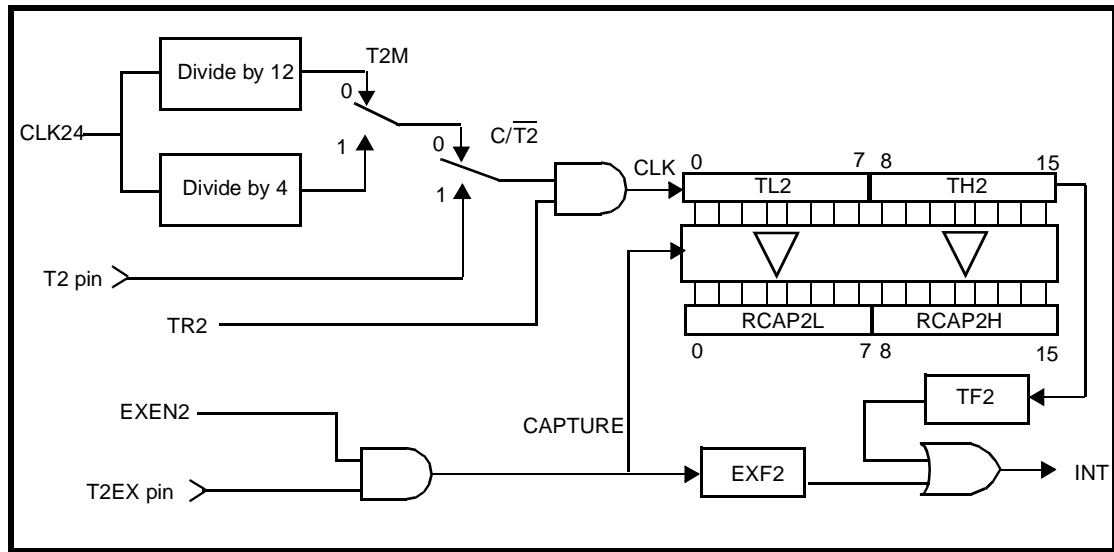 T2M
Divide by 12
0
CLK24
C/T2
0
1
CLK
0 7 8 15
TL2 TH2
Divide by 4
1
T2 pin
TR2
RCAP2L RCAP2H
0 7 8 15
TF2
EXEN2
CAPTURE
T2EX pin
EXF2
INT